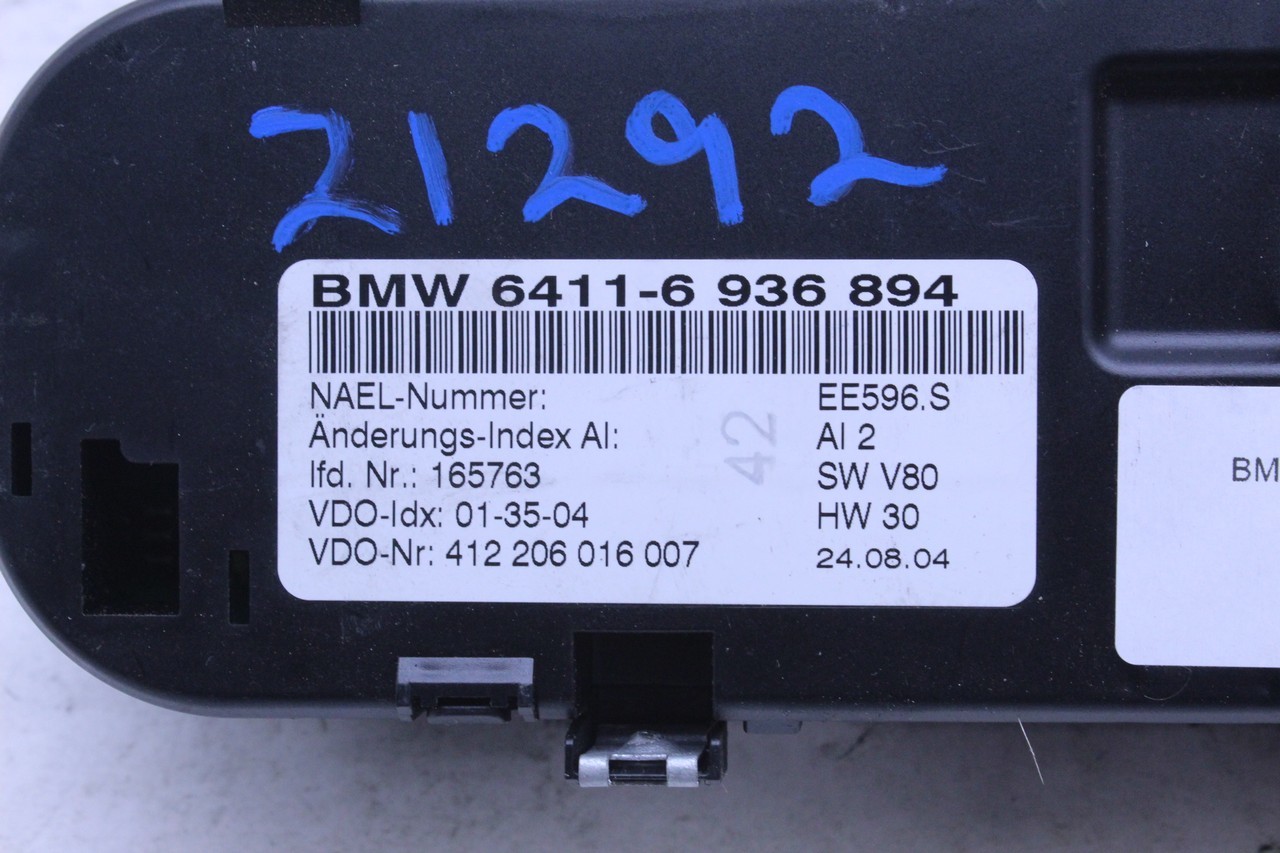 21292
BMW 6411-6 936 894
NAEL-Nummer: EE596.S
Änderungs-Index AI: AI 2
lfd. Nr.: 165763 SW V80
VDO-Idx: 01-35-04 HW 30
VDO-Nr: 412 206 016 007 24.08.04
42
BM